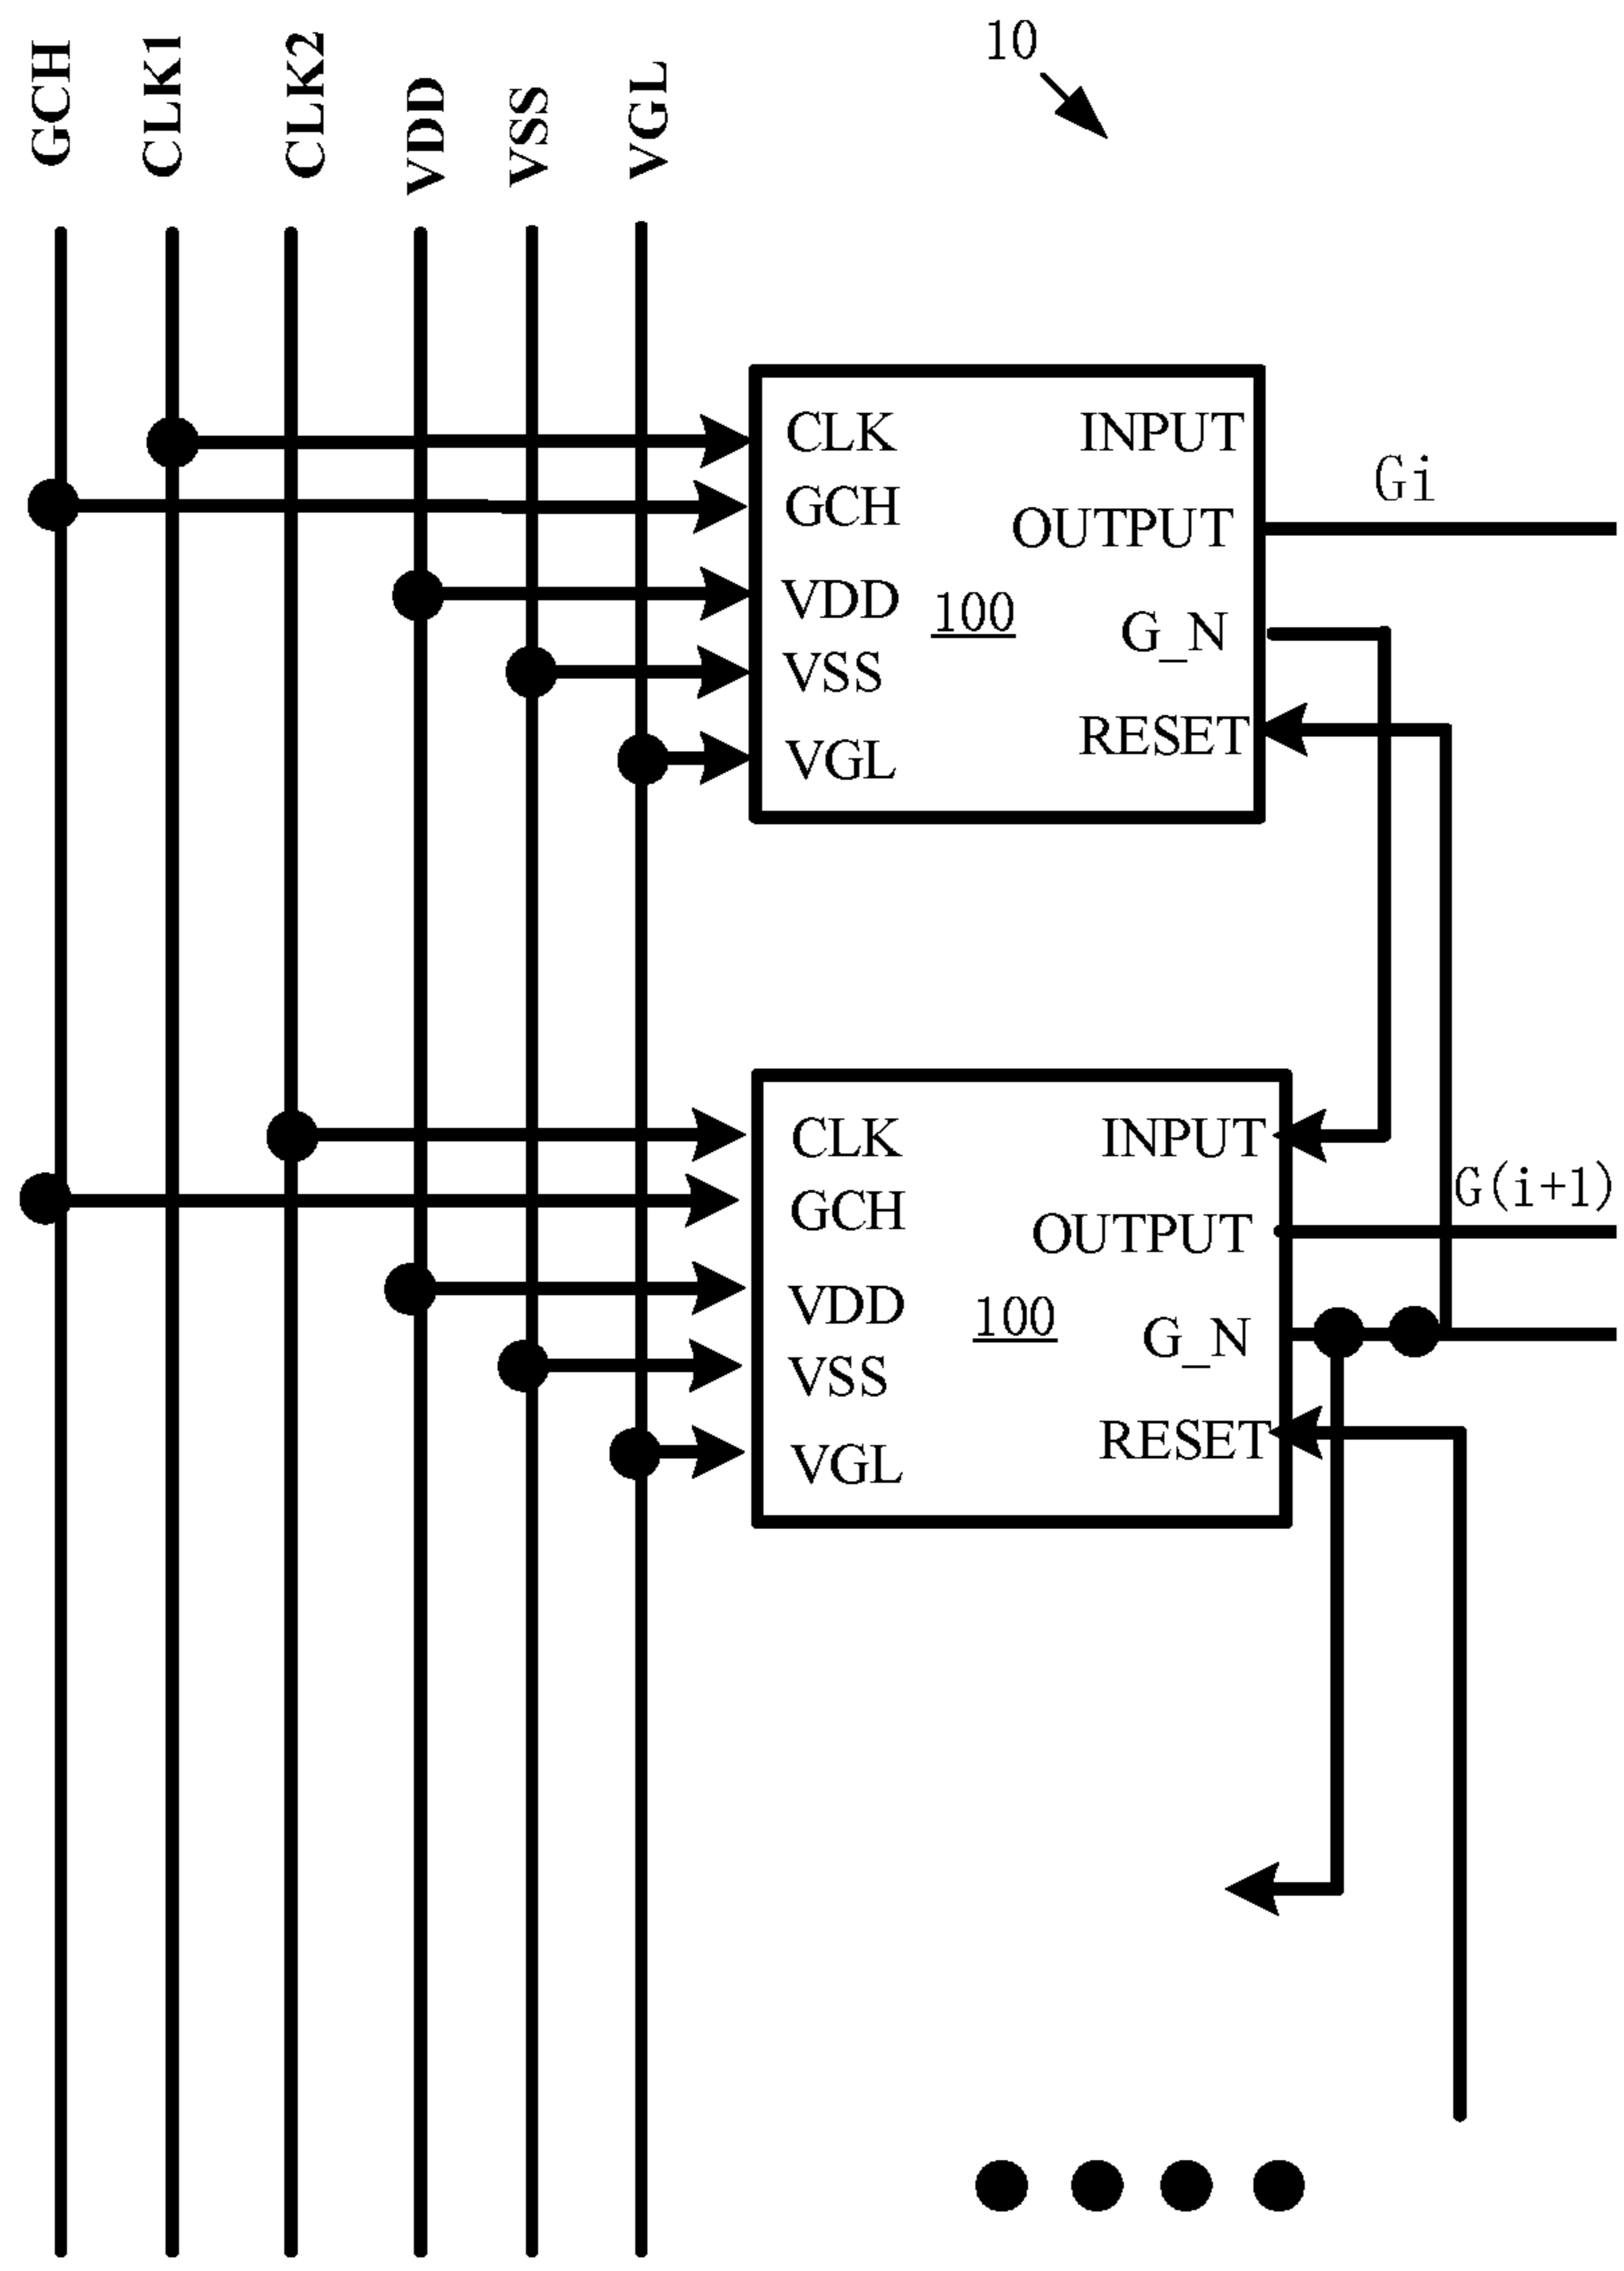 GCH
CLK1
CLK2
VDD
VSS
VGL
10
CLK
INPUT
GCH
OUTPUT
Gi
VDD
100
G_N
VSS
RESET
VGL
CLK
INPUT
GCH
OUTPUT
G(i+1)
VDD
100
G_N
VSS
RESET
VGL